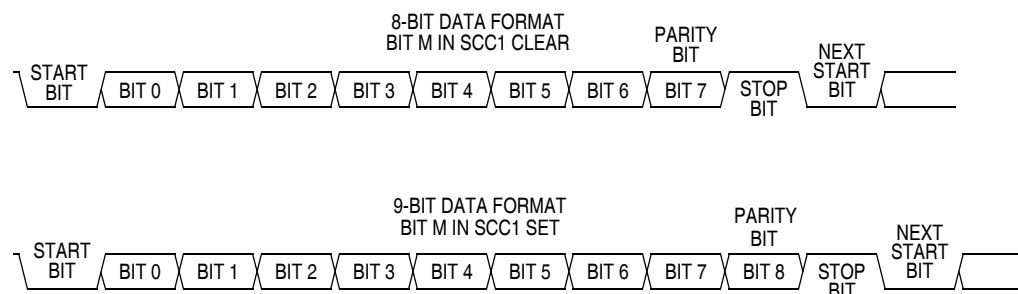 8-BIT DATA FORMAT
BIT M IN SCC1 CLEAR
PARITY
BIT
START
BIT
BIT 0
BIT 1
BIT 2
BIT 3
BIT 4
BIT 5
BIT 6
BIT 7
STOP
BIT
NEXT
START
BIT
9-BIT DATA FORMAT
BIT M IN SCC1 SET
PARITY
BIT
START
BIT
BIT 0
BIT 1
BIT 2
BIT 3
BIT 4
BIT 5
BIT 6
BIT 7
BIT 8
STOP
BIT
NEXT
START
BIT